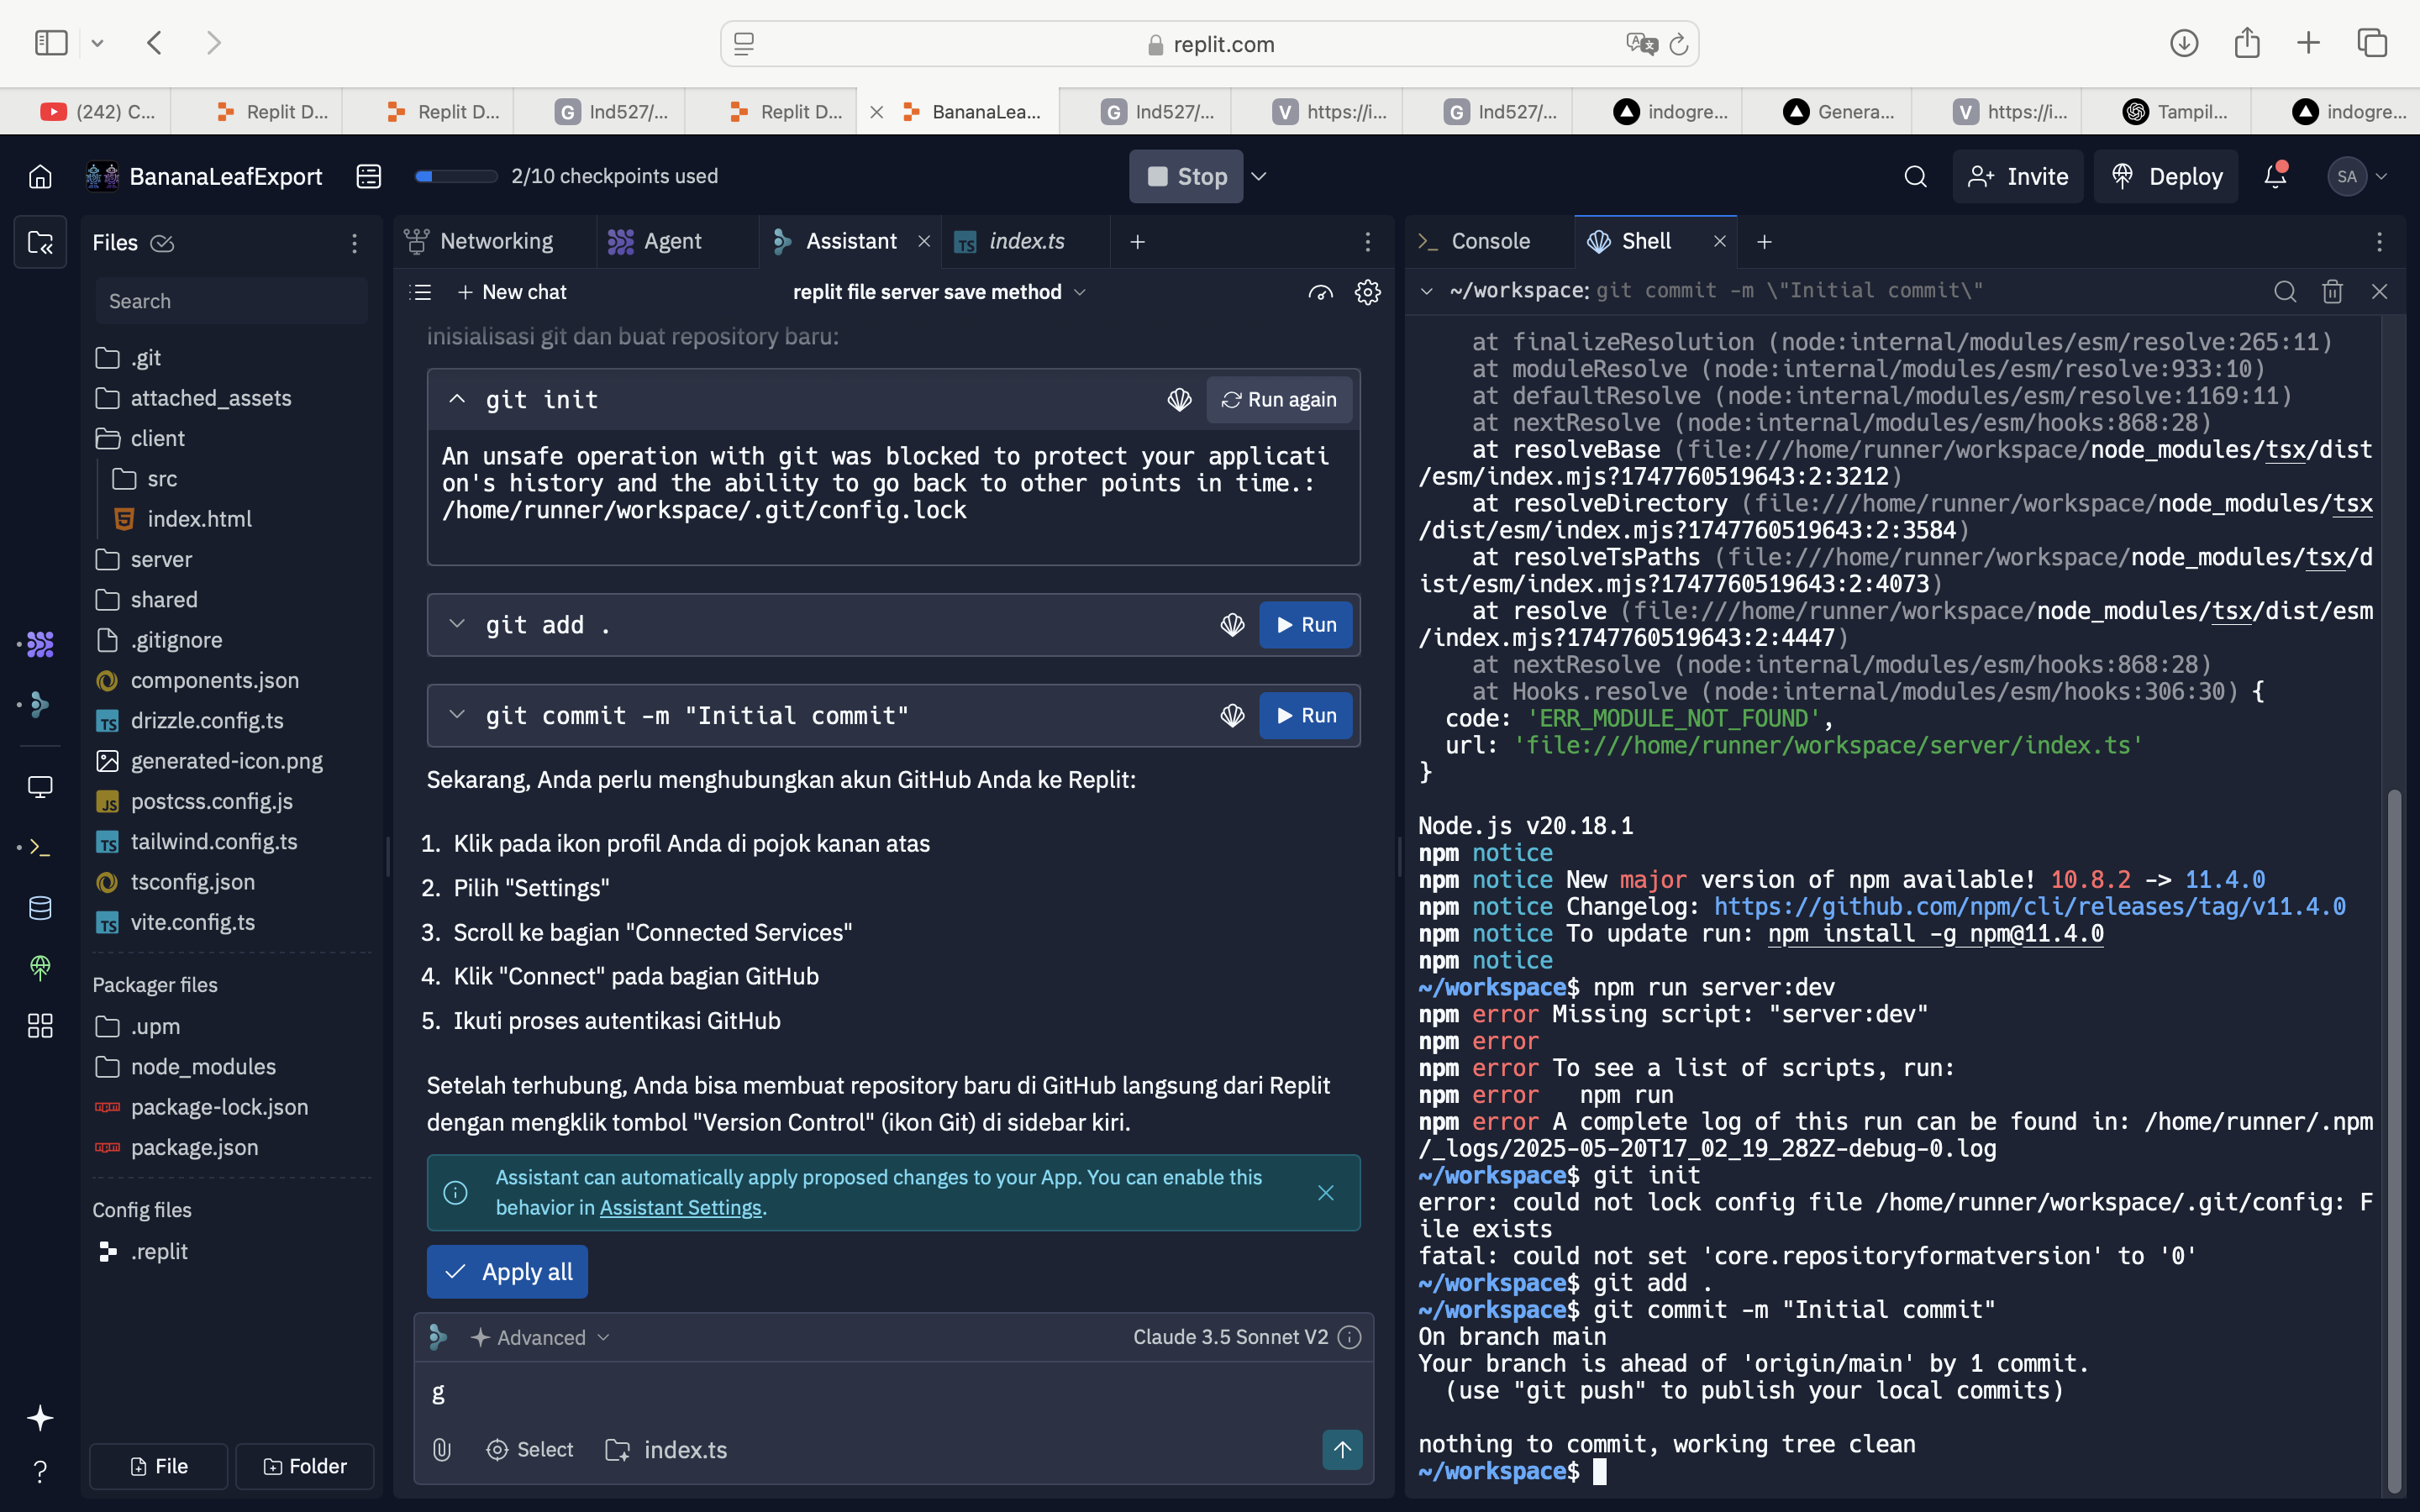 replit.com
(242) C...
Replit D...
Replit D...
G Ind527/...
Replit D...
BananaLea...
G Ind527/...
V https://i...
G Ind527/...
indogre...
Genera...
V https://i...
Tampil...
indogre...
BananaLeafExport
2/10 checkpoints used
Stop
Invite
Deploy
SA
Files
Search
.git
attached_assets
client
src
index.html
server
shared
.gitignore
components.json
drizzle.config.ts
generated-icon.png
postcss.config.js
tailwind.config.ts
tsconfig.json
vite.config.ts
Packager files
.upm
node_modules
package-lock.json
package.json
Config files
.replit
File
Folder
Networking
Agent
Assistant
TS index.ts
New chat
replit file server save method
inisialisasi git dan buat repository baru:
git init
Run again
An unsafe operation with git was blocked to protect your applicati
on's history and the ability to go back to other points in time.:
/home/runner/workspace/.git/config.lock
git add .
Run
git commit -m "Initial commit"
Run
Sekarang, Anda perlu menghubungkan akun GitHub Anda ke Replit:
1. Klik pada ikon profil Anda di pojok kanan atas
2. Pilih "Settings"
3. Scroll ke bagian "Connected Services"
4. Klik "Connect" pada bagian GitHub
5. Ikuti proses autentikasi GitHub
Setelah terhubung, Anda bisa membuat repository baru di GitHub langsung dari Replit
dengan mengklik tombol "Version Control" (ikon Git) di sidebar kiri.
Assistant can automatically apply proposed changes to your App. You can enable this
behavior in Assistant Settings.
Apply all
Advanced
Claude 3.5 Sonnet V2
g
Select
index.ts
Console
Shell
~/workspace: git commit -m \"Initial commit\"
at finalizeResolution (node:internal/modules/esm/resolve:265:11)
at moduleResolve (node:internal/modules/esm/resolve:933:10)
at defaultResolve (node:internal/modules/esm/resolve:1169:11)
at nextResolve (node:internal/modules/esm/hooks:868:28)
at resolveBase (file:///home/runner/workspace/node_modules/tsx/dist
/esm/index.mjs?1747760519643:2:3212)
at resolveDirectory (file:///home/runner/workspace/node_modules/tsx
/dist/esm/index.mjs?1747760519643:2:3584)
at resolveTsPaths (file:///home/runner/workspace/node_modules/tsx/d
ist/esm/index.mjs?1747760519643:2:4073)
at resolve (file:///home/runner/workspace/node_modules/tsx/dist/esm
/index.mjs?1747760519643:2:4447)
at nextResolve (node:internal/modules/esm/hooks:868:28)
at Hooks.resolve (node:internal/modules/esm/hooks:306:30) {
code: 'ERR_MODULE_NOT_FOUND',
url: 'file:///home/runner/workspace/server/index.ts'
}
Node.js v20.18.1
npm notice
npm notice New major version of npm available! 10.8.2 -> 11.4.0
npm notice Changelog: https://github.com/npm/cli/releases/tag/v11.4.0
npm notice To update run: npm install -g npm@11.4.0
npm notice
~/workspace$ npm run server:dev
npm error Missing script: "server:dev"
npm error
npm error To see a list of scripts, run:
npm error   npm run
npm error A complete log of this run can be found in: /home/runner/.npm
/_logs/2025-05-20T17_02_19_282Z-debug-0.log
~/workspace$ git init
error: could not lock config file /home/runner/workspace/.git/config: F
ile exists
fatal: could not set 'core.repositoryformatversion' to '0'
~/workspace$ git add .
~/workspace$ git commit -m "Initial commit"
On branch main
Your branch is ahead of 'origin/main' by 1 commit.
(use "git push" to publish your local commits)
nothing to commit, working tree clean
~/workspace$